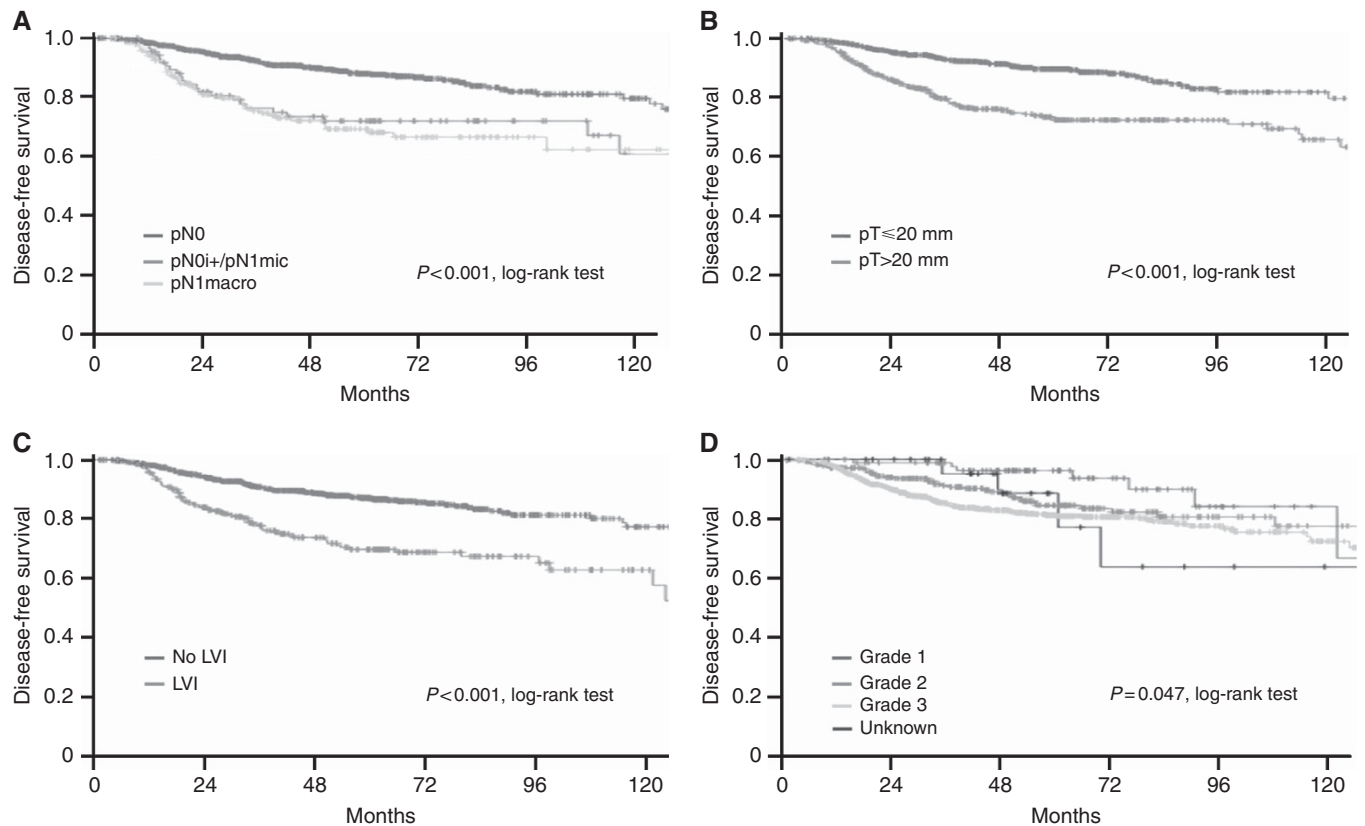 A
Disease-free survival
1.0
0.8
0.6
0.4
0.2
0
pN0
pN0i+/pN1mic
pN1macro
P<0.001, log-rank test
0 24 48 72 96 120
Months
B
Disease-free survival
1.0
0.8
0.6
0.4
0.2
0
pT⩽20 mm
pT>20 mm
P<0.001, log-rank test
0 24 48 72 96 120
Months
C
Disease-free survival
1.0
0.8
0.6
0.4
0.2
0
No LVI
LVI
P<0.001, log-rank test
0 24 48 72 96 120
Months
D
Disease-free survival
1.0
0.8
0.6
0.4
0.2
0
Grade 1
Grade 2
Grade 3
Unknown
P=0.047, log-rank test
0 24 48 72 96 120
Months